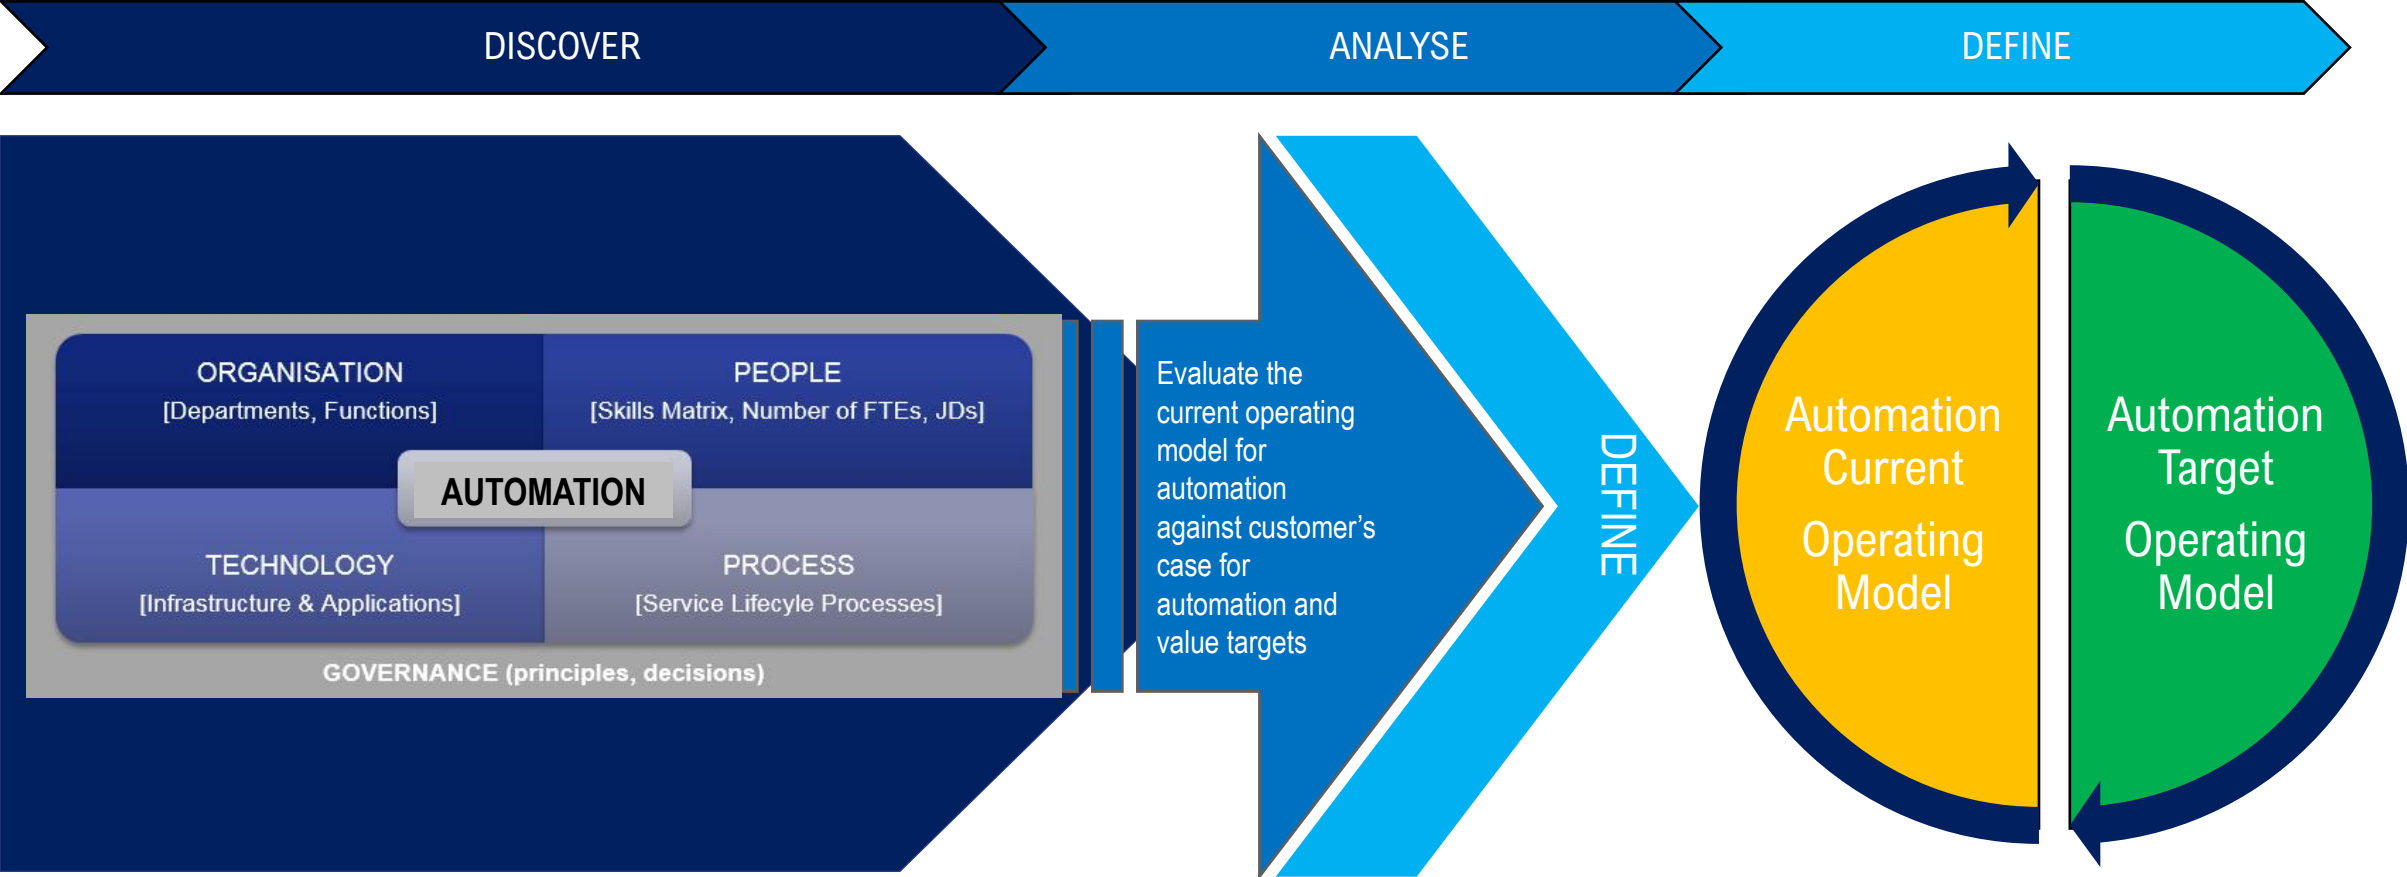 DISCOVER
ANALYSE
DEFINE
ORGANISATION
[Departments, Functions]
PEOPLE
[Skills Matrix, Number of FTEs, JDs]
AUTOMATION
TECHNOLOGY
[Infrastructure & Applications]
PROCESS
[Service Lifecyle Processes]
GOVERNANCE (principles, decisions)
Evaluate the
current operating
model for
automation
against customer’s
case for
automation and
value targets
DEFINE
Automation
Current
Operating
Model
Automation
Target
Operating
Model